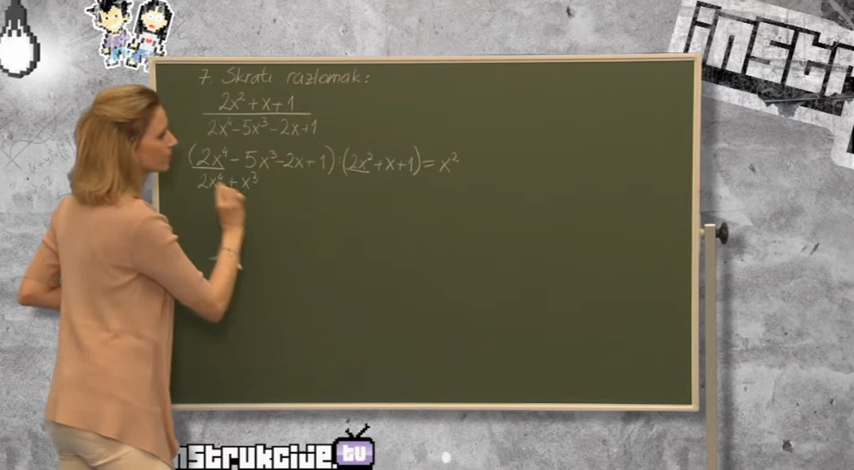 7. Skrati razlomak:
2x² + x + 1
2x⁴ - 5x³ - 2x + 1
(2x⁴ - 5x³ - 2x + 1) : (2x² + x + 1) = x²
2x⁴ + x³
instrukcije.tv